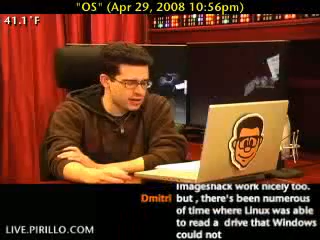 "OS" (Apr 29, 2008 10:56pm)
41.1°F
Imageshack work nicely too.
Dmitri but , there's been numerous
of time where Linux was able
to read a drive that Windows
could not
LIVE.PIRILLO.COM